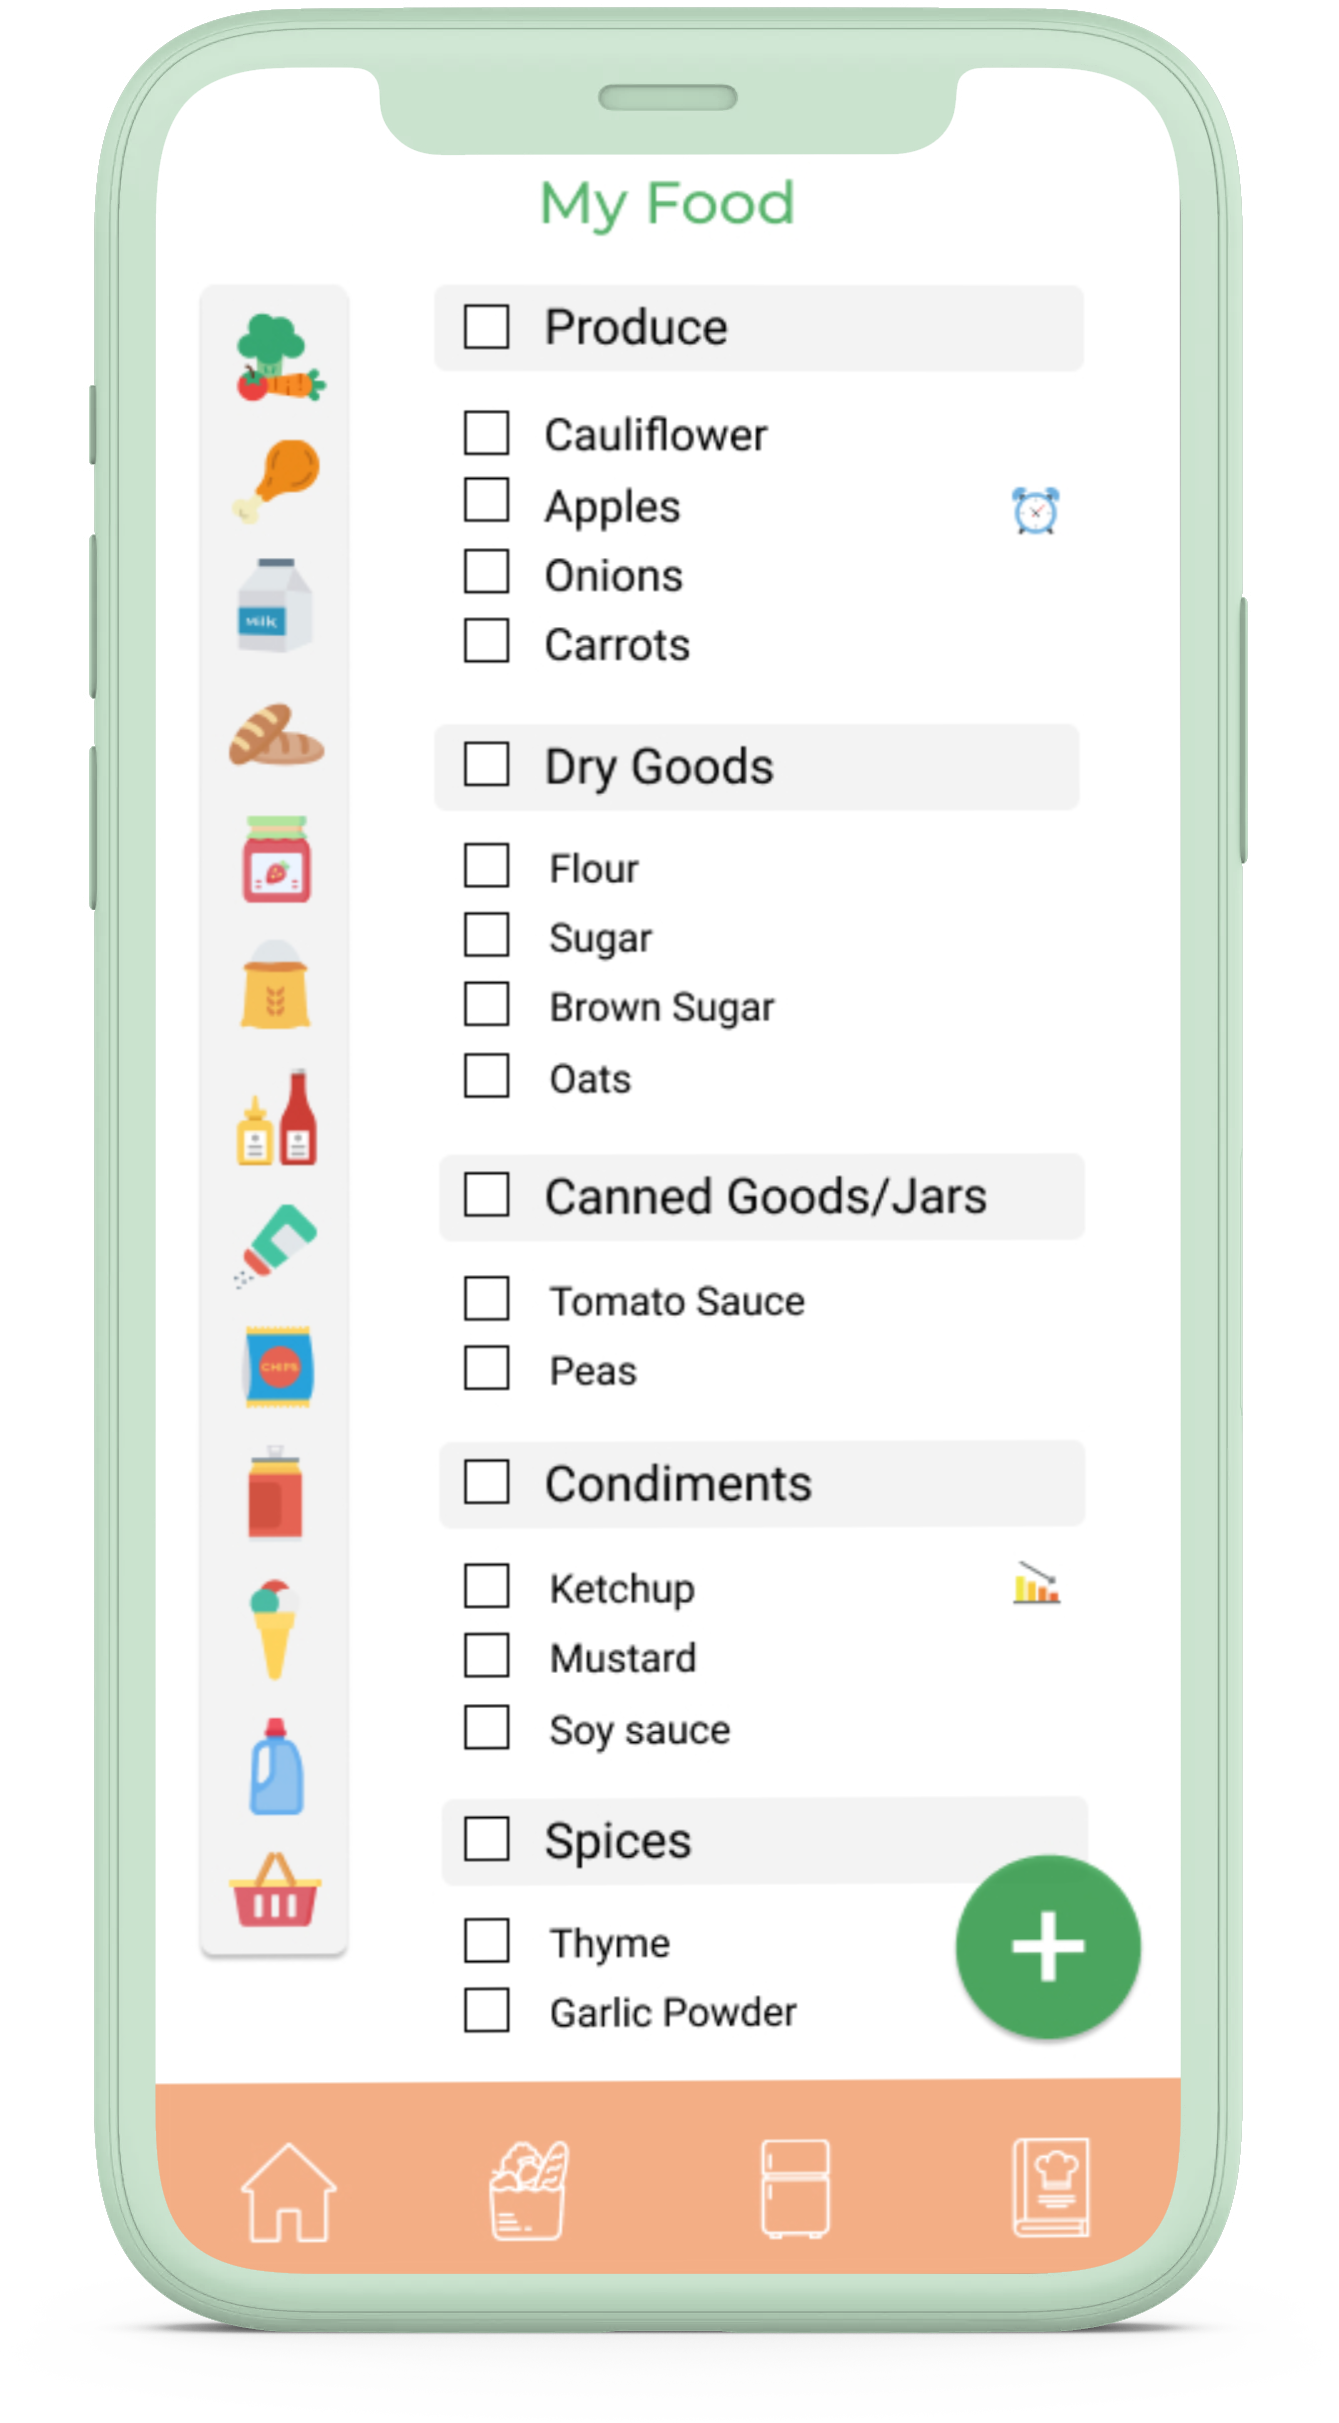 My Food
Produce
Cauliflower
Apples
Onions
Carrots
Milk
Dry Goods
Flour
Sugar
Brown Sugar
Oats
Canned Goods/Jars
Tomato Sauce
Peas
CHIPS
Condiments
Ketchup
Mustard
Soy sauce
Spices
Thyme
Garlic Powder